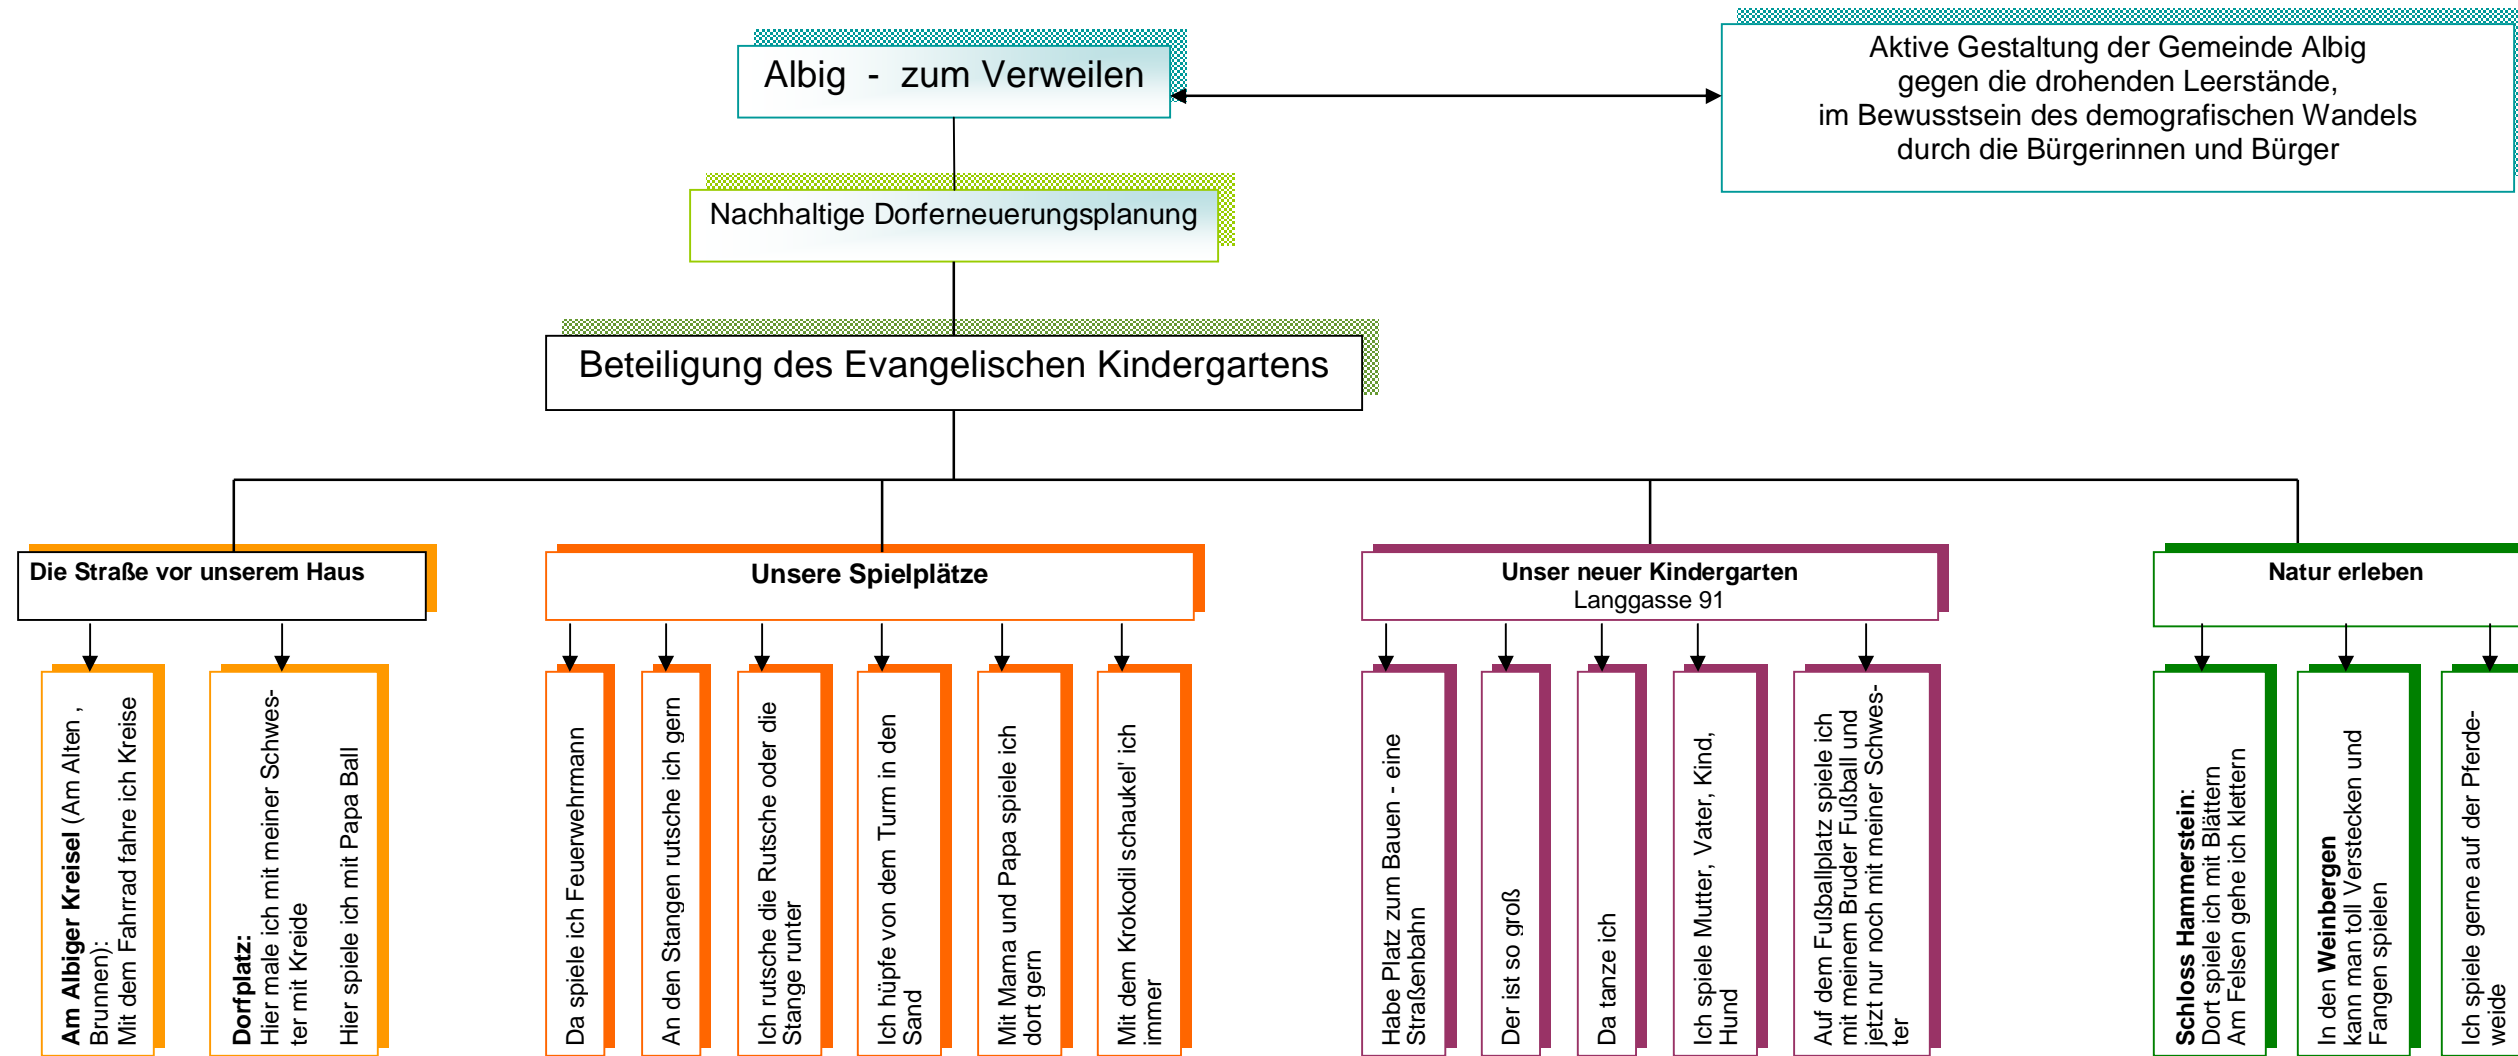 Albig - zum Verweilen
Aktive Gestaltung der Gemeinde Albig
gegen die drohenden Leerstände,
im Bewusstsein des demografischen Wandels
durch die Bürgerinnen und Bürger
Nachhaltige Dorferneuerungsplanung
Beteiligung des Evangelischen Kindergartens
Die Straße vor unserem Haus
Unsere Spielplätze
Unser neuer Kindergarten
Langgasse 91
Natur erleben
Am Albiger Kreisel (Am Alten ,
Brunnen):
Mit dem Fahrrad fahre ich Kreise
Dorfplatz:
Hier male ich mit meiner Schwes-
ter mit Kreide
Hier spiele ich mit Papa Ball
Da spiele ich Feuerwehrmann
An den Stangen rutsche ich gern
Ich rutsche die Rutsche oder die
Stange runter
Ich hüpfe von dem Turm in den
Sand
Mit Mama und Papa spiele ich
dort gern
Mit dem Krokodil schaukel' ich
immer
Habe Platz zum Bauen - eine
Straßenbahn
Der ist so groß
Da tanze ich
Ich spiele Mutter, Vater, Kind,
Hund
Auf dem Fußballplatz spiele ich
mit meinem Bruder Fußball und
jetzt nur noch mit meiner Schwes-
ter
Schloss Hammerstein:
Dort spiele ich mit Blättern
Am Felsen gehe ich klettern
In den Weinbergen
kann man toll Verstecken und
Fangen spielen
Ich spiele gerne auf der Pferde-
weide